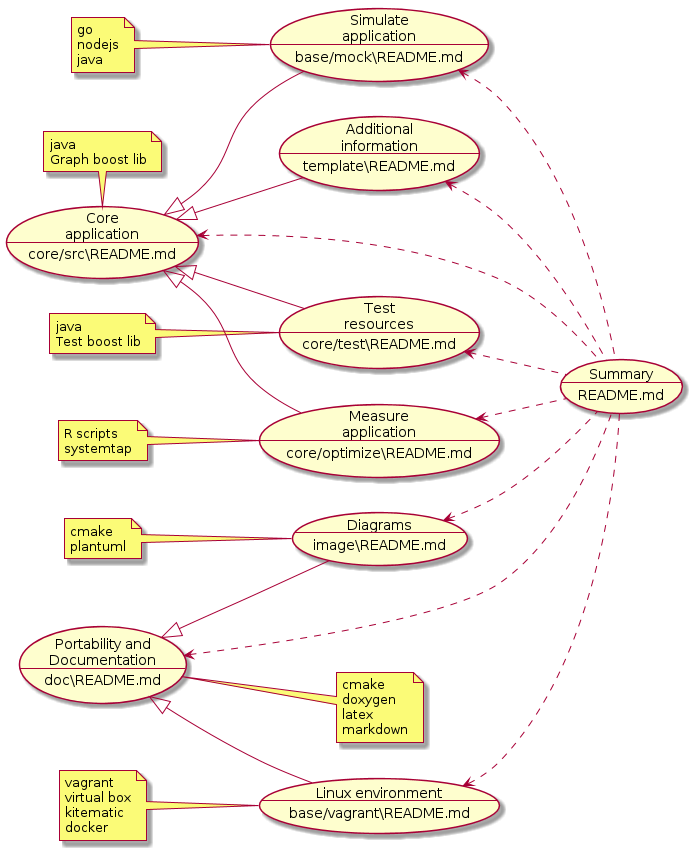 go
nodejs
java
Simulate
application
base/mock\README.md
java
Graph boost lib
Additional
information
template\README.md
Core
application
core/src\README.md
java
Test boost lib
Test
resources
core/test\README.md
Summary
README.md
R scripts
systemtap
Measure
application
core/optimize\README.md
cmake
plantuml
Diagrams
image\README.md
Portability and
Documentation
doc\README.md
cmake
doxygen
latex
markdown
vagrant
virtual box
kitematic
docker
Linux environment
base/vagrant\README.md